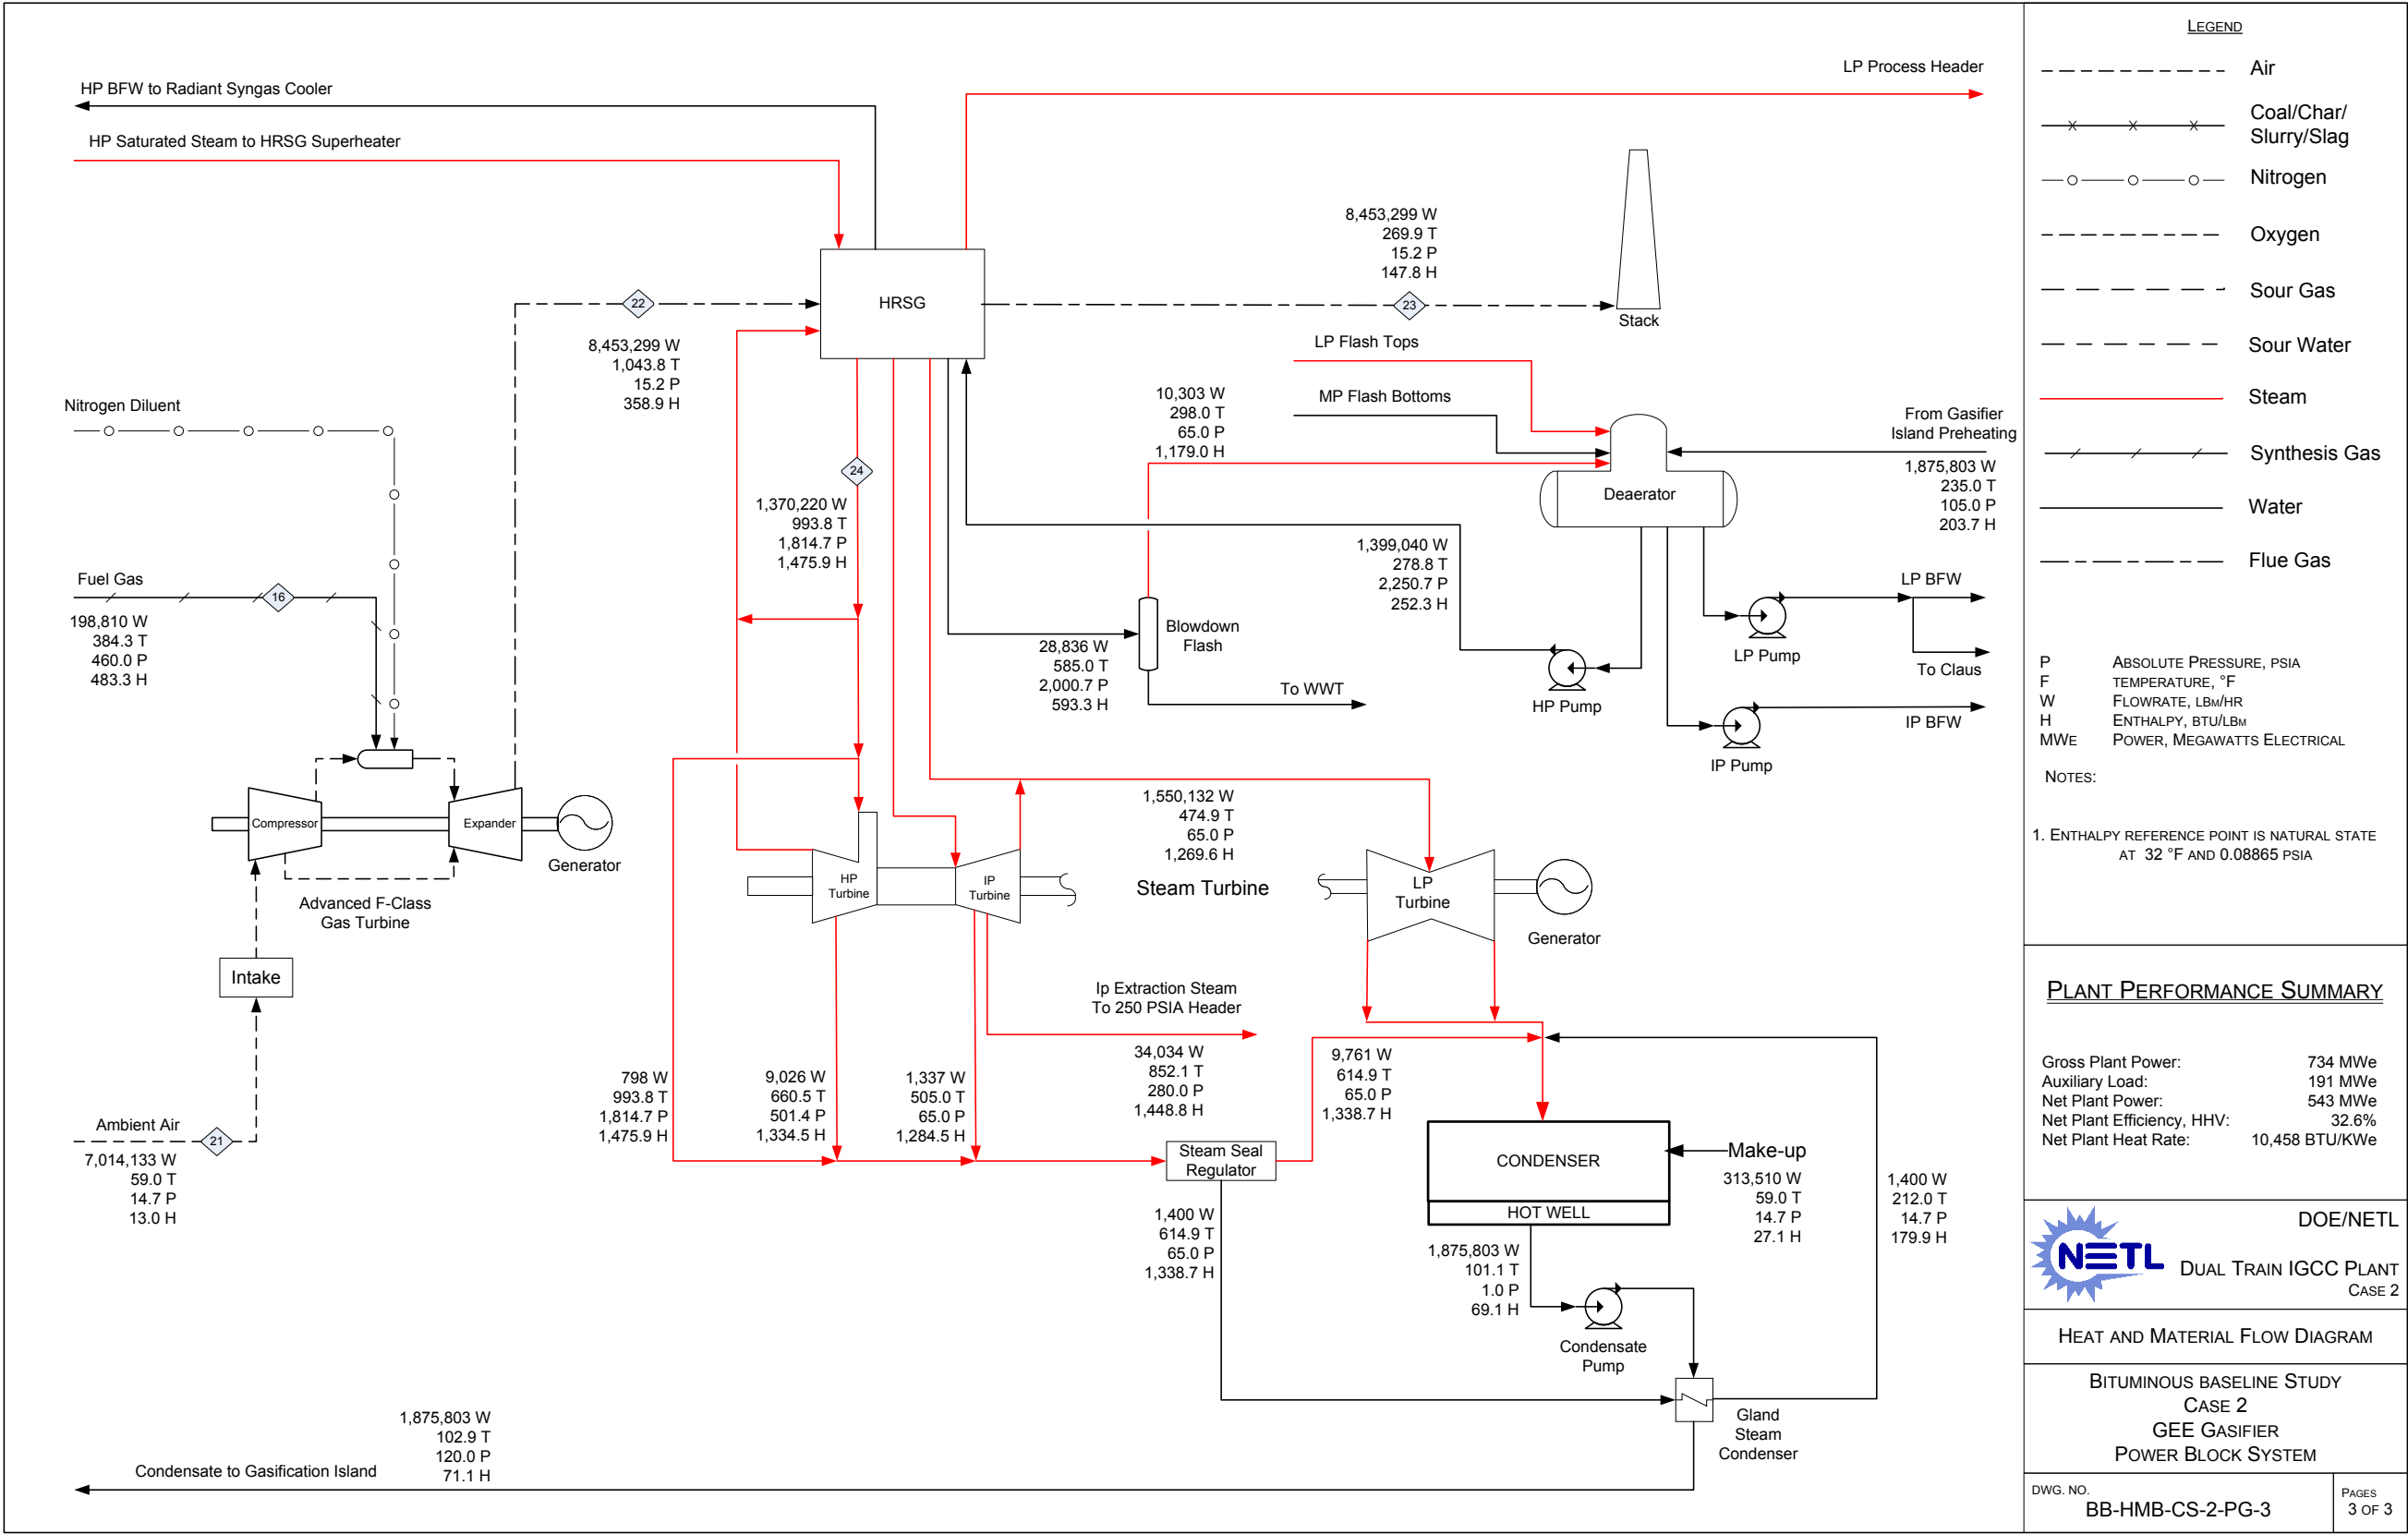 HP BFW to Radiant Syngas Cooler
HP Saturated Steam to HRSG Superheater
LP Process Header
HRSG
22
8,453,299 W
1,043.8 T
15.2 P
358.9 H
8,453,299 W
269.9 T
15.2 P
147.8 H
23
Stack
LP Flash Tops
MP Flash Bottoms
10,303 W
298.0 T
65.0 P
1,179.0 H
From Gasifier
Island Preheating
1,875,803 W
235.0 T
105.0 P
203.7 H
Deaerator
Nitrogen Diluent
24
1,370,220 W
993.8 T
1,814.7 P
1,475.9 H
1,399,040 W
278.8 T
2,250.7 P
252.3 H
Fuel Gas
16
198,810 W
384.3 T
460.0 P
483.3 H
Blowdown
Flash
28,836 W
585.0 T
2,000.7 P
593.3 H
To WWT
HP Pump
LP BFW
LP Pump
To Claus
IP BFW
IP Pump
Compressor
Expander
Generator
Advanced F-Class
Gas Turbine
Intake
Ambient Air
21
7,014,133 W
59.0 T
14.7 P
13.0 H
HP
Turbine
IP
Turbine
1,550,132 W
474.9 T
65.0 P
1,269.6 H
Steam Turbine
LP
Turbine
Generator
Ip Extraction Steam
To 250 PSIA Header
34,034 W
852.1 T
280.0 P
1,448.8 H
798 W
993.8 T
1,814.7 P
1,475.9 H
9,026 W
660.5 T
501.4 P
1,334.5 H
1,337 W
505.0 T
65.0 P
1,284.5 H
9,761 W
614.9 T
65.0 P
1,338.7 H
Steam Seal
Regulator
1,400 W
614.9 T
65.0 P
1,338.7 H
CONDENSER
HOT WELL
Make-up
313,510 W
59.0 T
14.7 P
27.1 H
1,400 W
212.0 T
14.7 P
179.9 H
1,875,803 W
101.1 T
1.0 P
69.1 H
Condensate
Pump
Gland
Steam
Condenser
1,875,803 W
102.9 T
120.0 P
71.1 H
Condensate to Gasification Island
LEGEND
Air
Coal/Char/
Slurry/Slag
Nitrogen
Oxygen
Sour Gas
Sour Water
Steam
Synthesis Gas
Water
Flue Gas
P ABSOLUTE PRESSURE, PSIA
F TEMPERATURE, °F
W FLOWRATE, LBM/HR
H ENTHALPY, BTU/LBM
MWE POWER, MEGAWATTS ELECTRICAL
NOTES:
1. ENTHALPY REFERENCE POINT IS NATURAL STATE
AT 32 °F AND 0.08865 PSIA
PLANT PERFORMANCE SUMMARY
Gross Plant Power: 734 MWe
Auxiliary Load: 191 MWe
Net Plant Power: 543 MWe
Net Plant Efficiency, HHV: 32.6%
Net Plant Heat Rate: 10,458 BTU/KWe
NETL
DOE/NETL
DUAL TRAIN IGCC PLANT
CASE 2
HEAT AND MATERIAL FLOW DIAGRAM
BITUMINOUS BASELINE STUDY
CASE 2
GEE GASIFIER
POWER BLOCK SYSTEM
DWG. NO.
BB-HMB-CS-2-PG-3
PAGES
3 OF 3